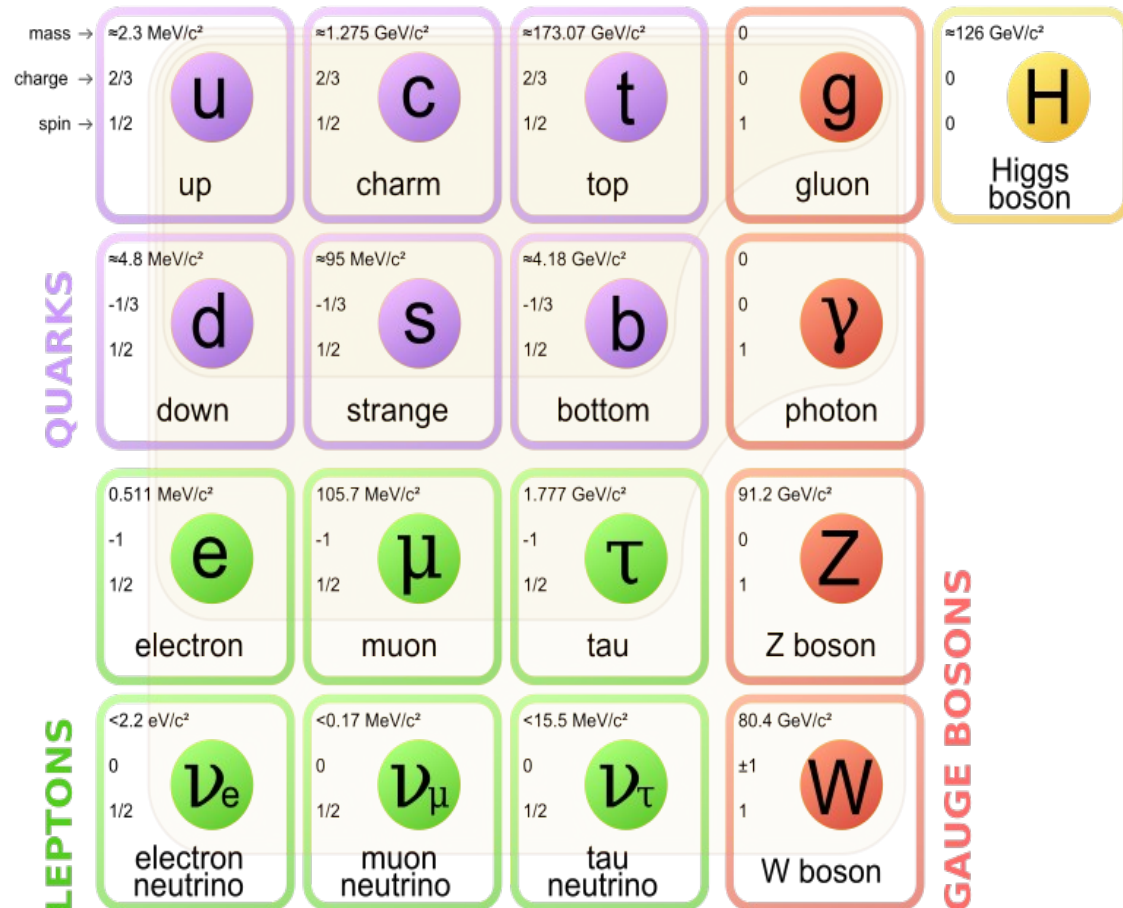 mass → ≈2.3 MeV/c²
charge → 2/3
spin → 1/2
u
up
≈1.275 GeV/c²
2/3
1/2
c
charm
≈173.07 GeV/c²
2/3
1/2
t
top
0
0
1
g
gluon
≈126 GeV/c²
0
0
H
Higgs
boson
QUARKS
≈4.8 MeV/c²
-1/3
1/2
d
down
≈95 MeV/c²
-1/3
1/2
s
strange
≈4.18 GeV/c²
-1/3
1/2
b
bottom
0
0
1
γ
photon
LEPTONS
0.511 MeV/c²
-1
1/2
e
electron
105.7 MeV/c²
-1
1/2
μ
muon
1.777 GeV/c²
-1
1/2
τ
tau
91.2 GeV/c²
0
1
Z
Z boson
GAUGE BOSONS
<2.2 eV/c²
0
1/2
νe
electron
neutrino
<0.17 MeV/c²
0
1/2
νμ
muon
neutrino
<15.5 MeV/c²
0
1/2
ντ
tau
neutrino
80.4 GeV/c²
±1
1
W
W boson